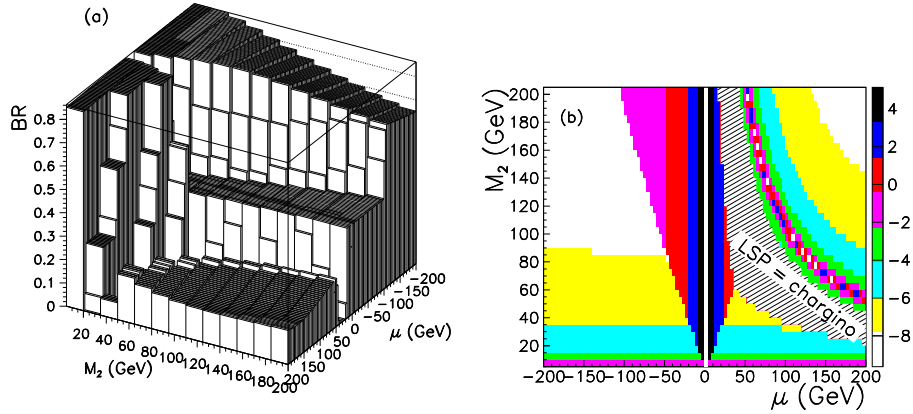 (a)
BR
0.8
0.7
0.6
0.5
0.4
0.3
0.2
0.1
0
20 40 60 80 100 120 140 160 180 200
M2 (GeV)
200 150 100 50 0 -50 -100 -150 -200
μ (GeV)
(b)
M2 (GeV)
200
180
160
140
120
100
80
60
40
20
LSP = chargino
-200 -150 -100 -50 0 50 100 150 200
μ (GeV)
4
2
0
-2
-4
-6
-8